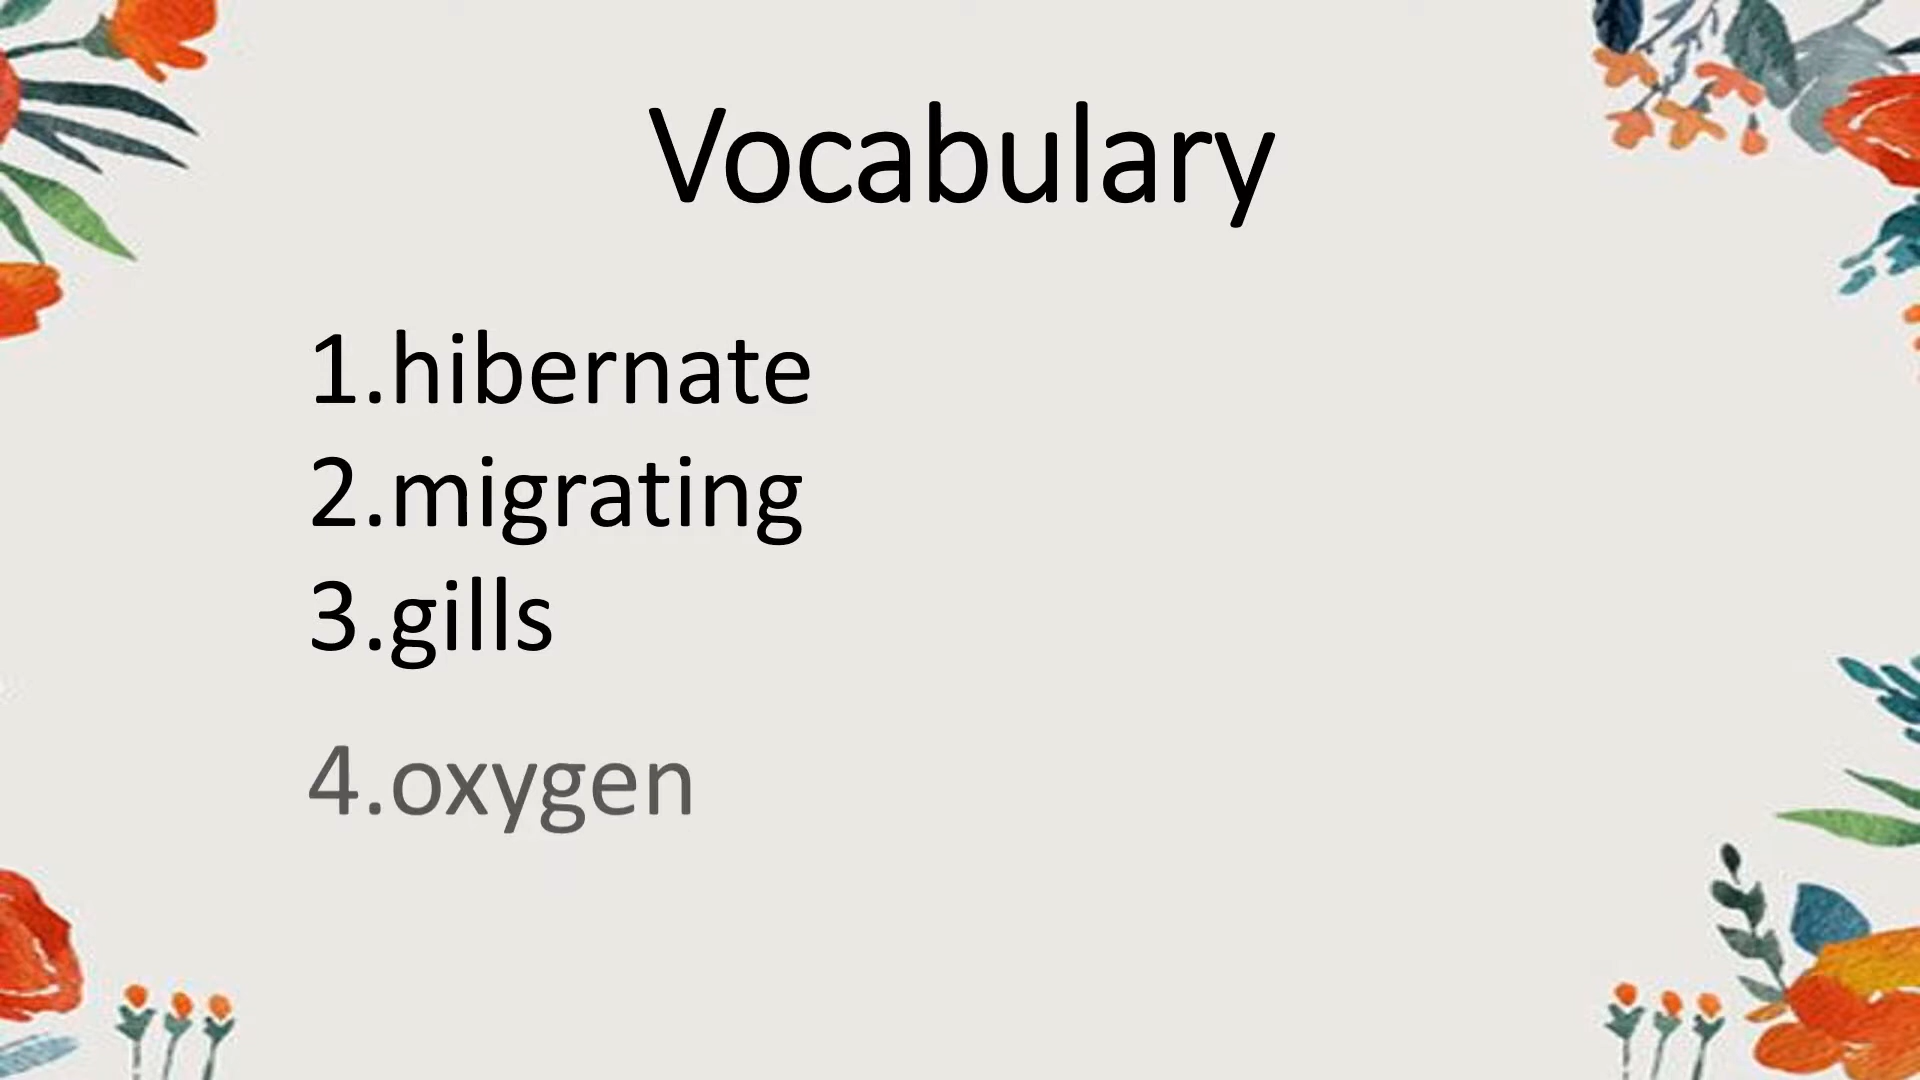 Vocabulary
1.hibernate
2.migrating
3.gills
4.oxygen